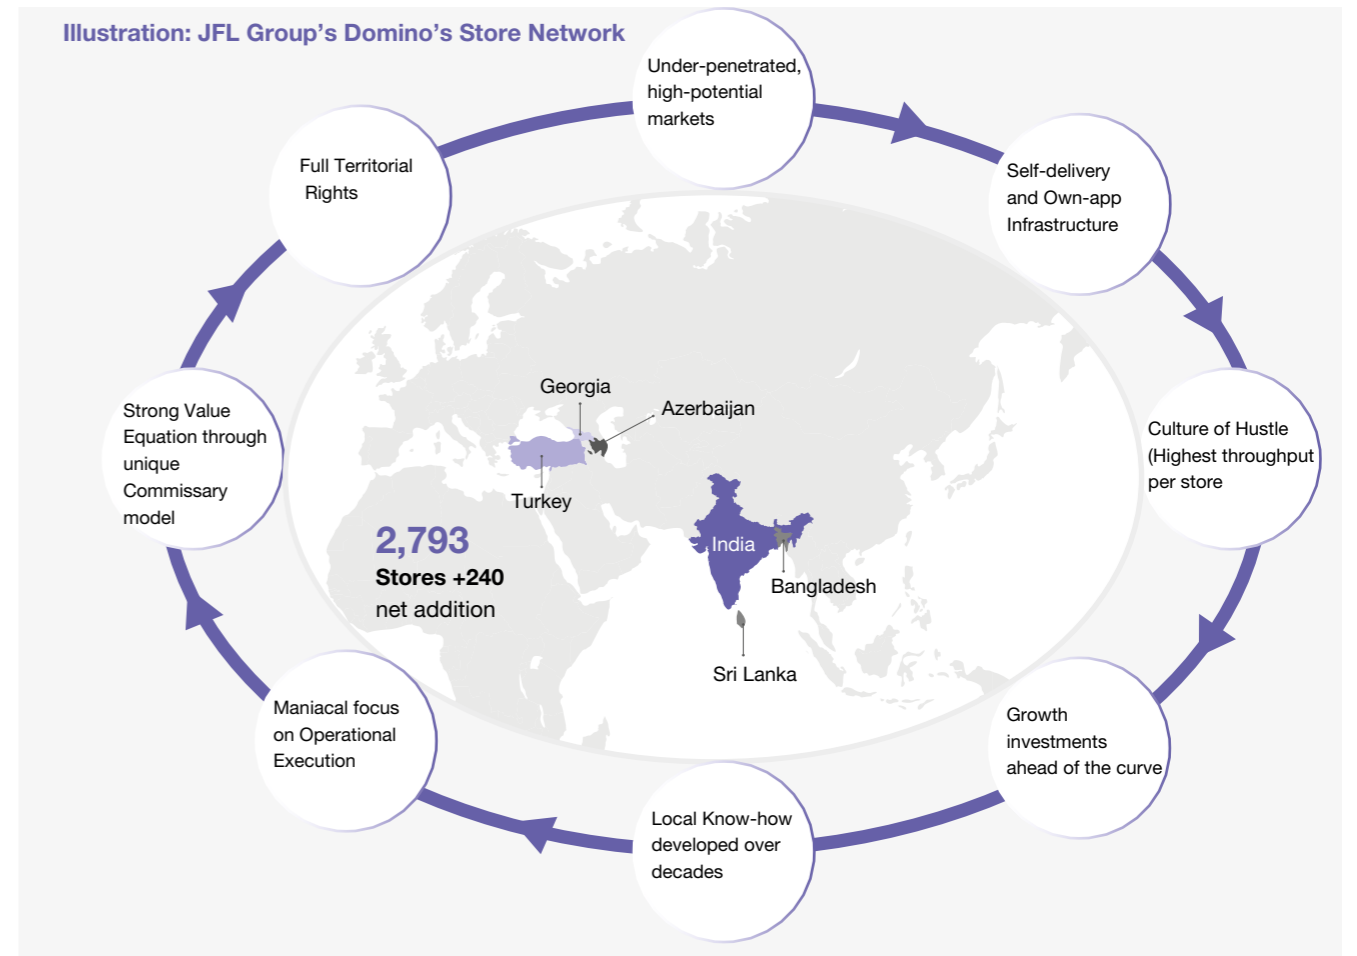 Illustration: JFL Group’s Domino’s Store Network
Under-penetrated,
high-potential
markets
Self-delivery
and Own-app
Infrastructure
Culture of Hustle
(Highest throughput
per store
Growth
investments
ahead of the curve
Local Know-how
developed over
decades
Maniacal focus
on Operational
Execution
Strong Value
Equation through
unique
Commissary
model
Full Territorial
Rights
Georgia
Azerbaijan
Turkey
India
Bangladesh
Sri Lanka
2,793
Stores +240
net addition